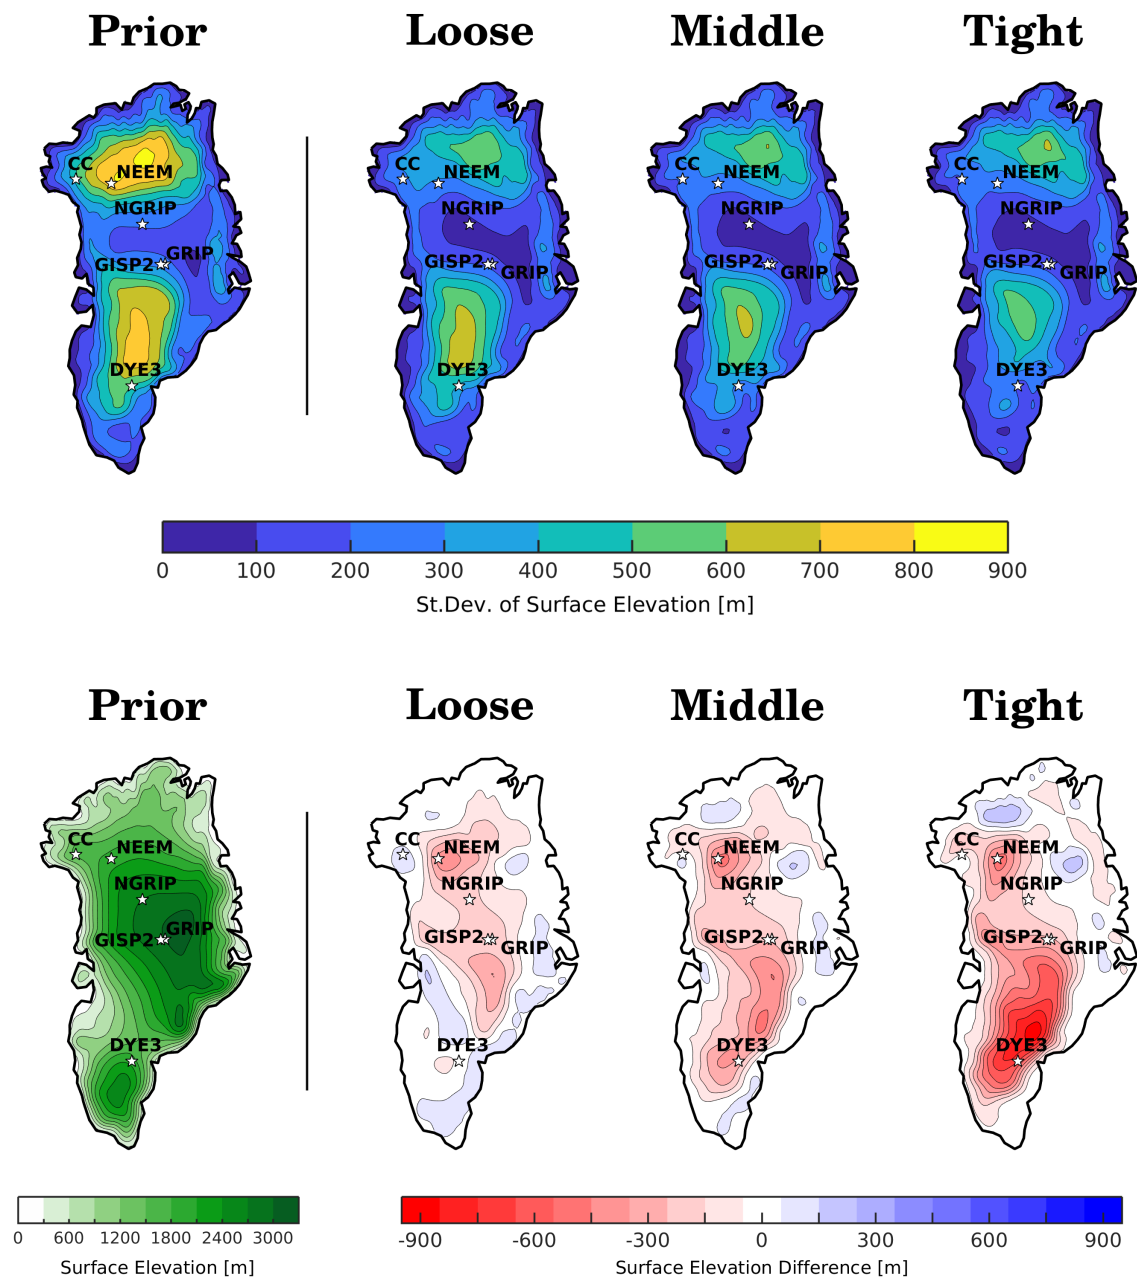 Prior Loose Middle Tight
CC NEEM CC NEEM CC NEEM CC NEEM
NGRIP NGRIP NGRIP NGRIP
GISP2 GRIP GISP2 GRIP GISP2 GRIP GISP2 GRIP
DYE3 DYE3 DYE3 DYE3
0 100 200 300 400 500 600 700 800 900
St.Dev. of Surface Elevation [m]
Prior Loose Middle Tight
CC NEEM CC NEEM CC NEEM CC NEEM
NGRIP NGRIP NGRIP NGRIP
GISP2 GRIP GISP2 GRIP GISP2 GRIP GISP2 GRIP
DYE3 DYE3 DYE3 DYE3
0 600 1200 1800 2400 3000 -900 -600 -300 0 300 600 900
Surface Elevation [m] Surface Elevation Difference [m]